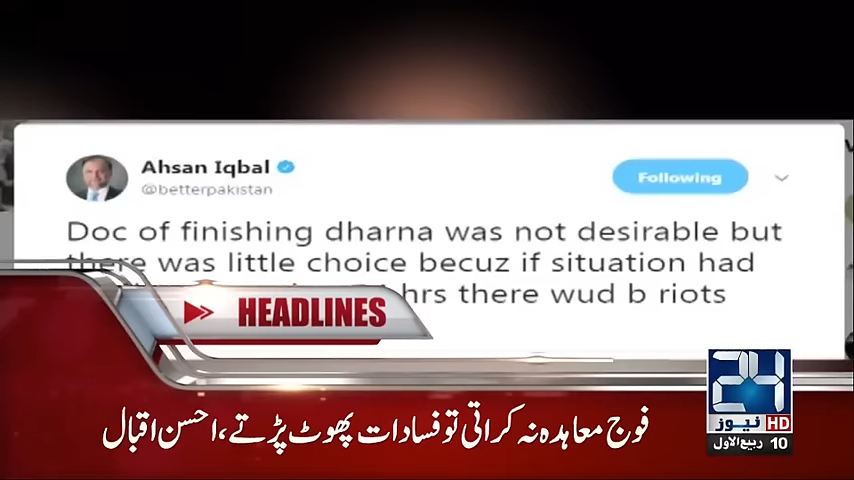 Ahsan Iqbal
@betterpakistan
Following
Doc of finishing dharna was not desirable but
there was little choice becuz if situation had
hrs there wud b riots
HEADLINES
24
نیوز HD
10 ربیع الاول
فوج معاہدہ نہ کراتی تو فسادات پھوٹ پڑتے، احسن اقبال